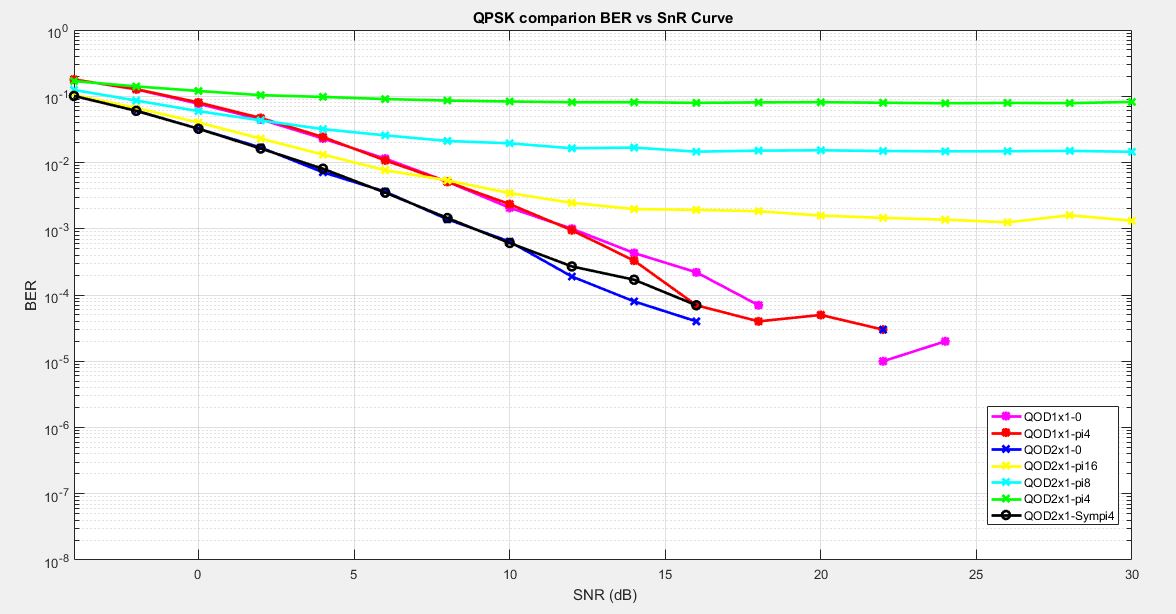 QPSK comparion BER vs SnR Curve
10^0
10^-1
10^-2
10^-3
10^-4
10^-5
10^-6
10^-7
10^-8
BER
0 5 10 15 20 25 30
SNR (dB)
QOD1x1-0
QOD1x1-pi4
QOD2x1-0
QOD2x1-pi16
QOD2x1-pi8
QOD2x1-pi4
QOD2x1-Sympi4